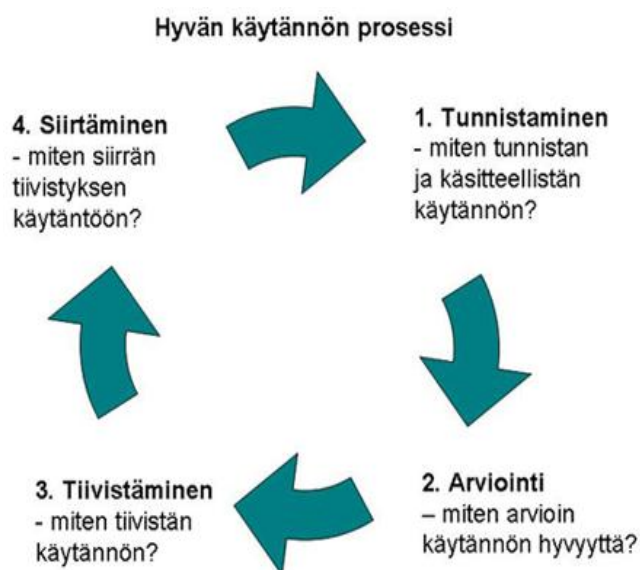 Hyvän käytännön prosessi
1. Tunnistaminen
- miten tunnistan
ja käsitteellistän
käytännön?
2. Arviointi
– miten arvioin
käytännön hyvyyttä?
3. Tiivistäminen
- miten tiivistän
käytännön?
4. Siirtäminen
- miten siirrän
tiivistyksen
käytäntöön?